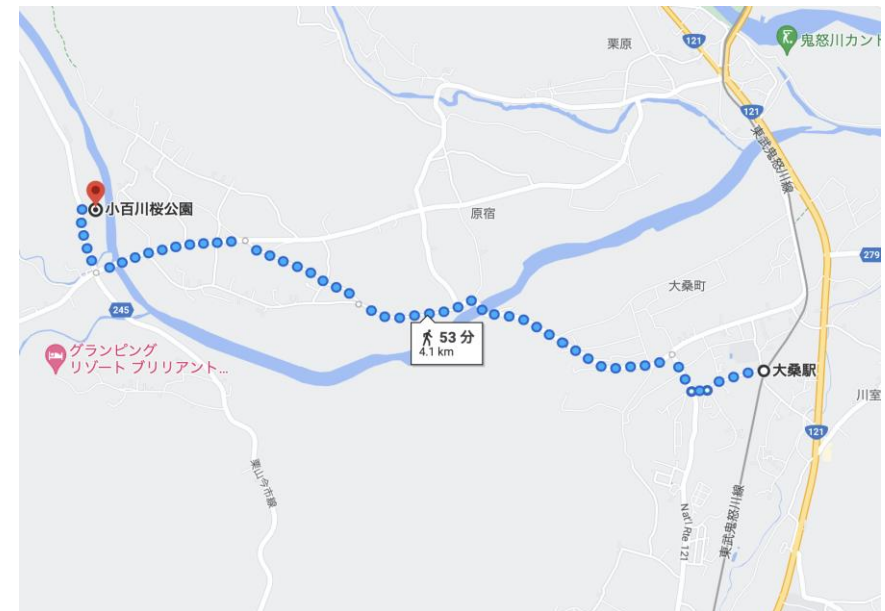 栗原
121
鬼怒川カント
121
東武鬼怒川線
小百川桜公園
原宿
279
大桑町
245
53 分
4.1 km
グランピング
リゾート ブリリアント...
大桑駅
川室
121
栗山今市線
Nat'l Rte 121
東武鬼怒川線